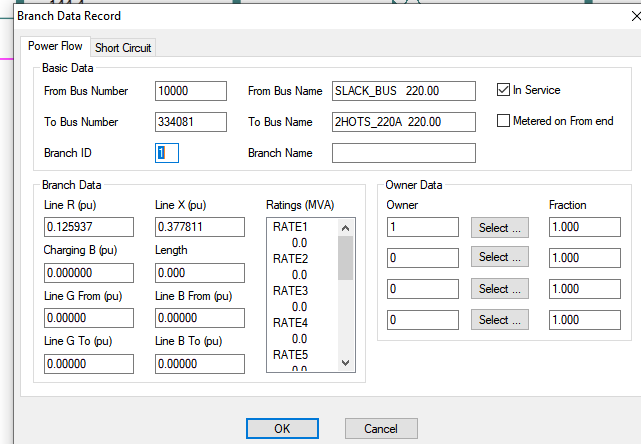 Branch Data Record
Power Flow
Short Circuit
Basic Data
From Bus Number 10000 From Bus Name SLACK_BUS 220.00 In Service
To Bus Number 334081 To Bus Name 2HOTS_220A 220.00 Metered on From end
Branch ID 1 Branch Name
Branch Data
Line R (pu) Line X (pu) Ratings (MVA)
0.125937 0.377811 RATE1
0.0
Charging B (pu) Length RATE2
0.000000 0.000 0.0
Line G From (pu) Line B From (pu) RATE3
0.0
0.00000 0.00000 RATE4
0.0
Line G To (pu) Line B To (pu) RATE5
0.00000 0.00000 0.0
Owner Data
Owner Fraction
1 Select ... 1.000
0 Select ... 1.000
0 Select ... 1.000
0 Select ... 1.000
OK Cancel